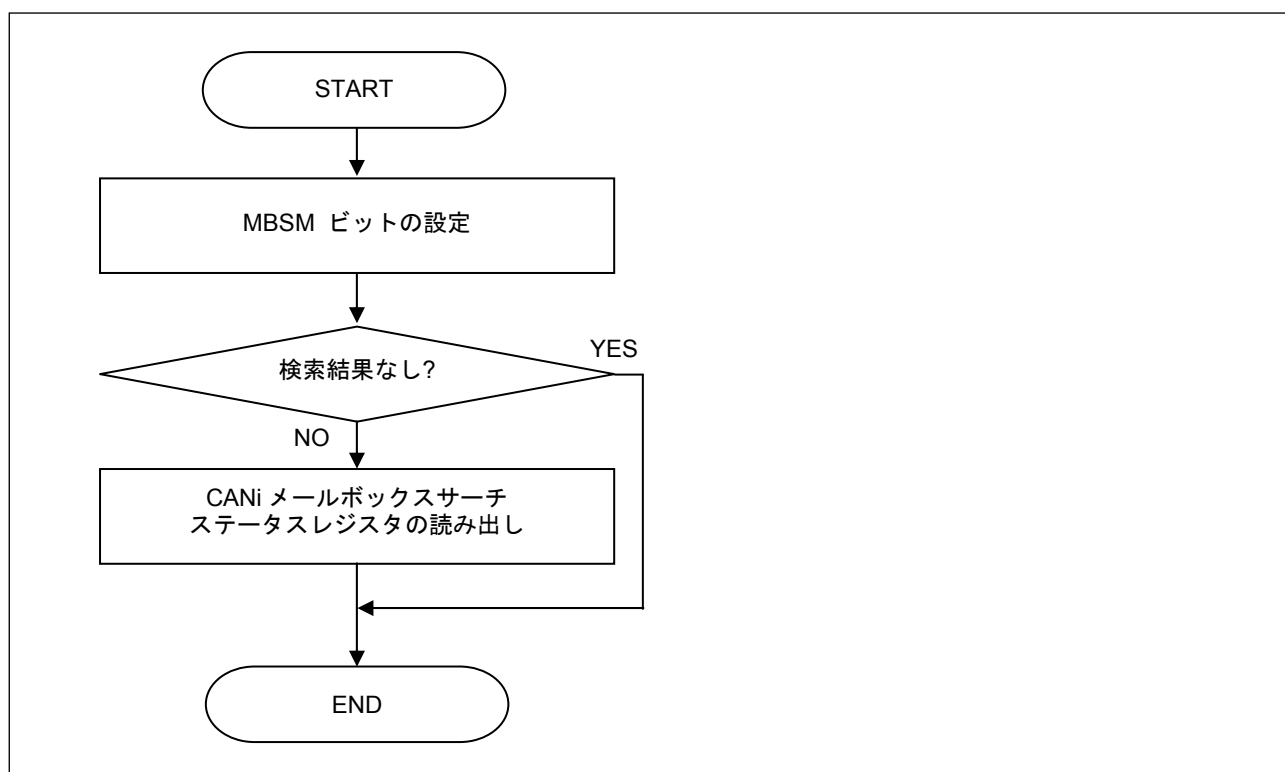 START
MBSM ビットの設定
検索結果なし?
YES
NO
CANi メールボックスサーチ
ステータスレジスタの読み出し
END